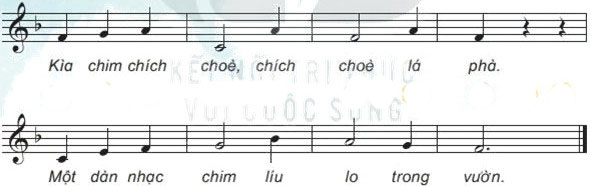 Kìa chim chích choè, chích choè lá phà.
KẾT NỐI TRI THỨC
VỚI CUỘC SỐNG
Một dàn nhạc chim líu lo trong vườn.